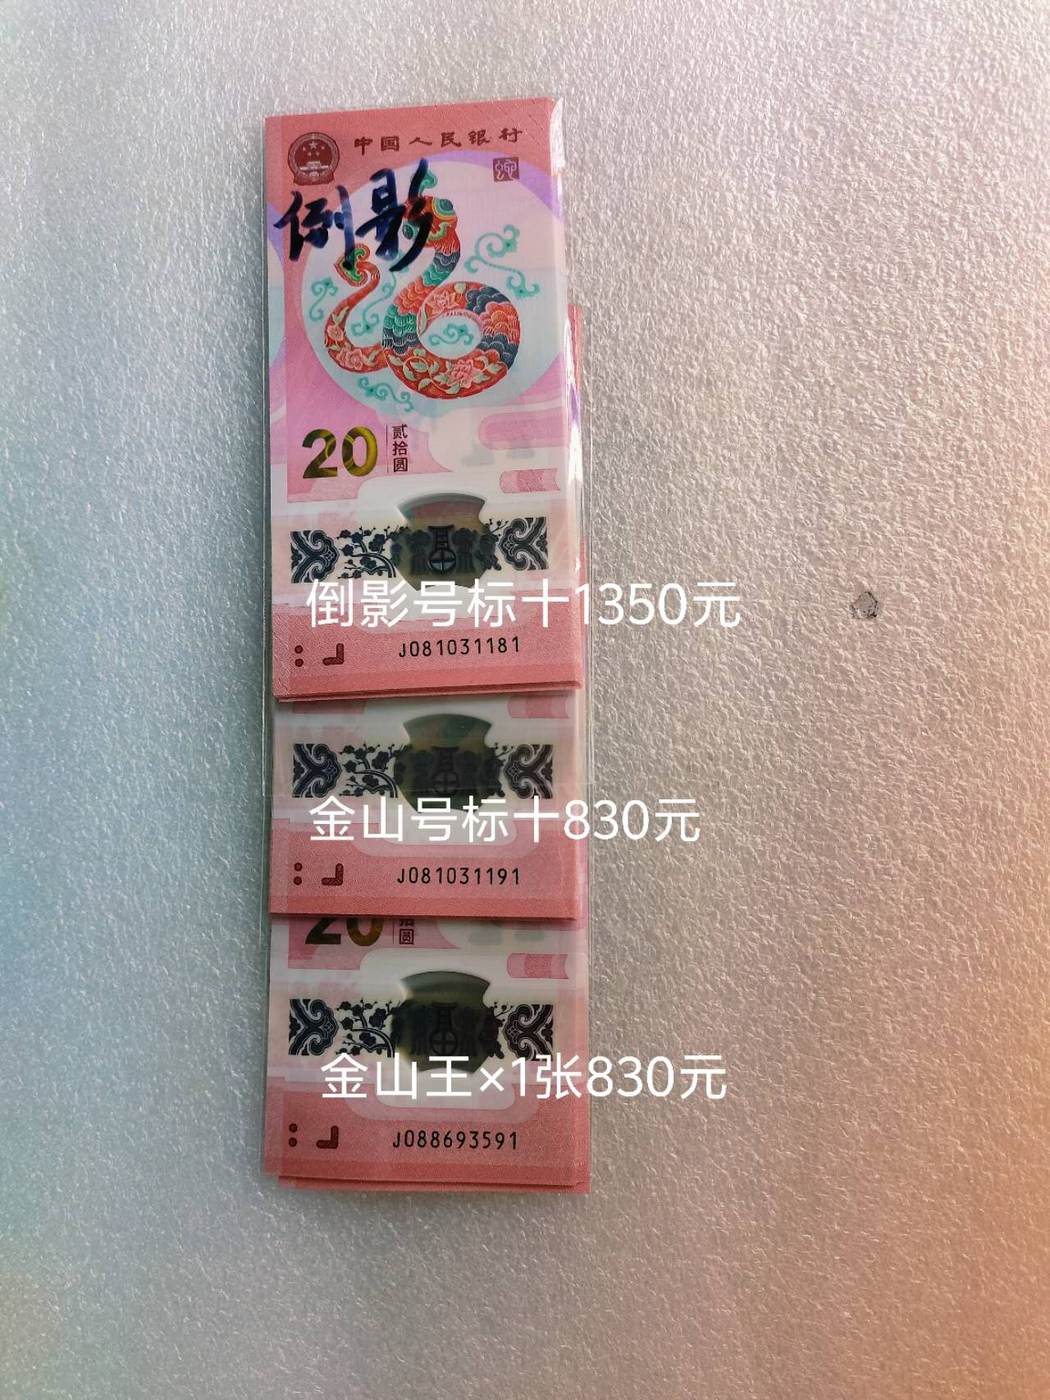 中国人民银行
倒影
20
贰拾圆
倒影号标十1350元
J081031181
金山号标十830元
J081031191
20
拾圆
金山王×1张830元
J088693591